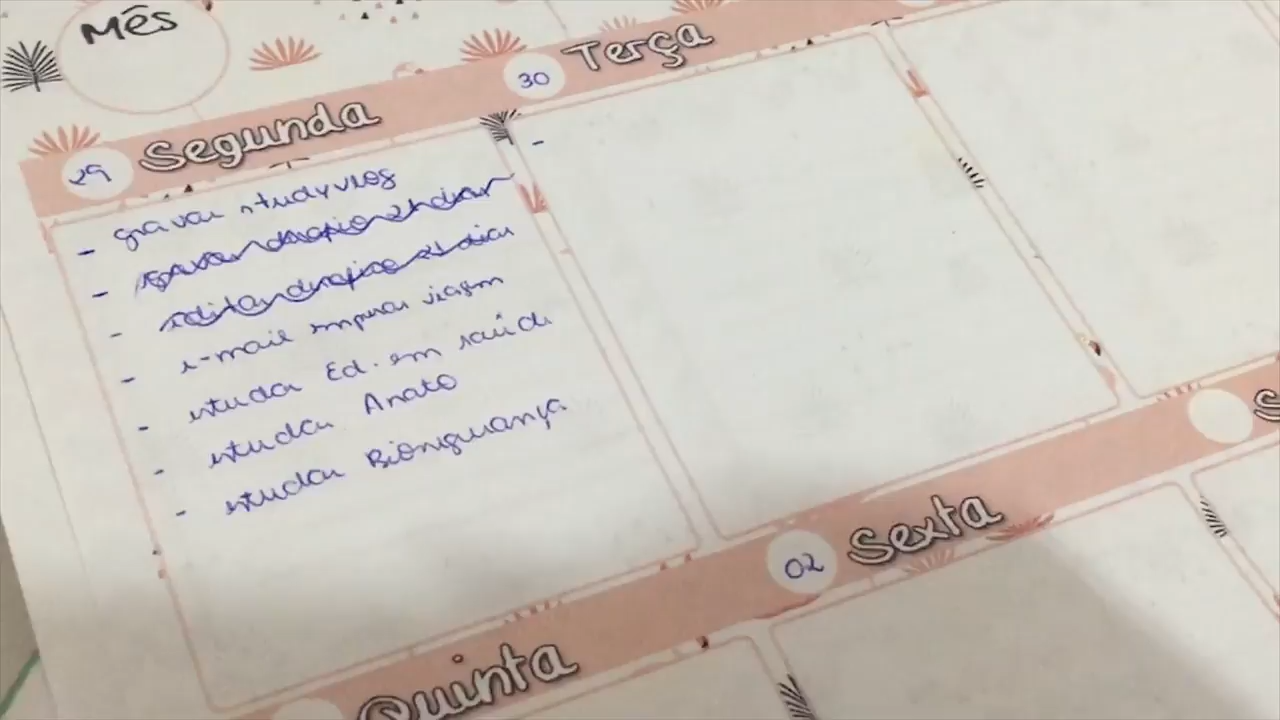 Mês
Segunda
29
- gravar studyvlog
- e-mail empresa viagem
- estudar Ed. em saúde
- estudar Anato
- estudar Biossegurança
30
Terça
-
Quinta
02
Sexta
S